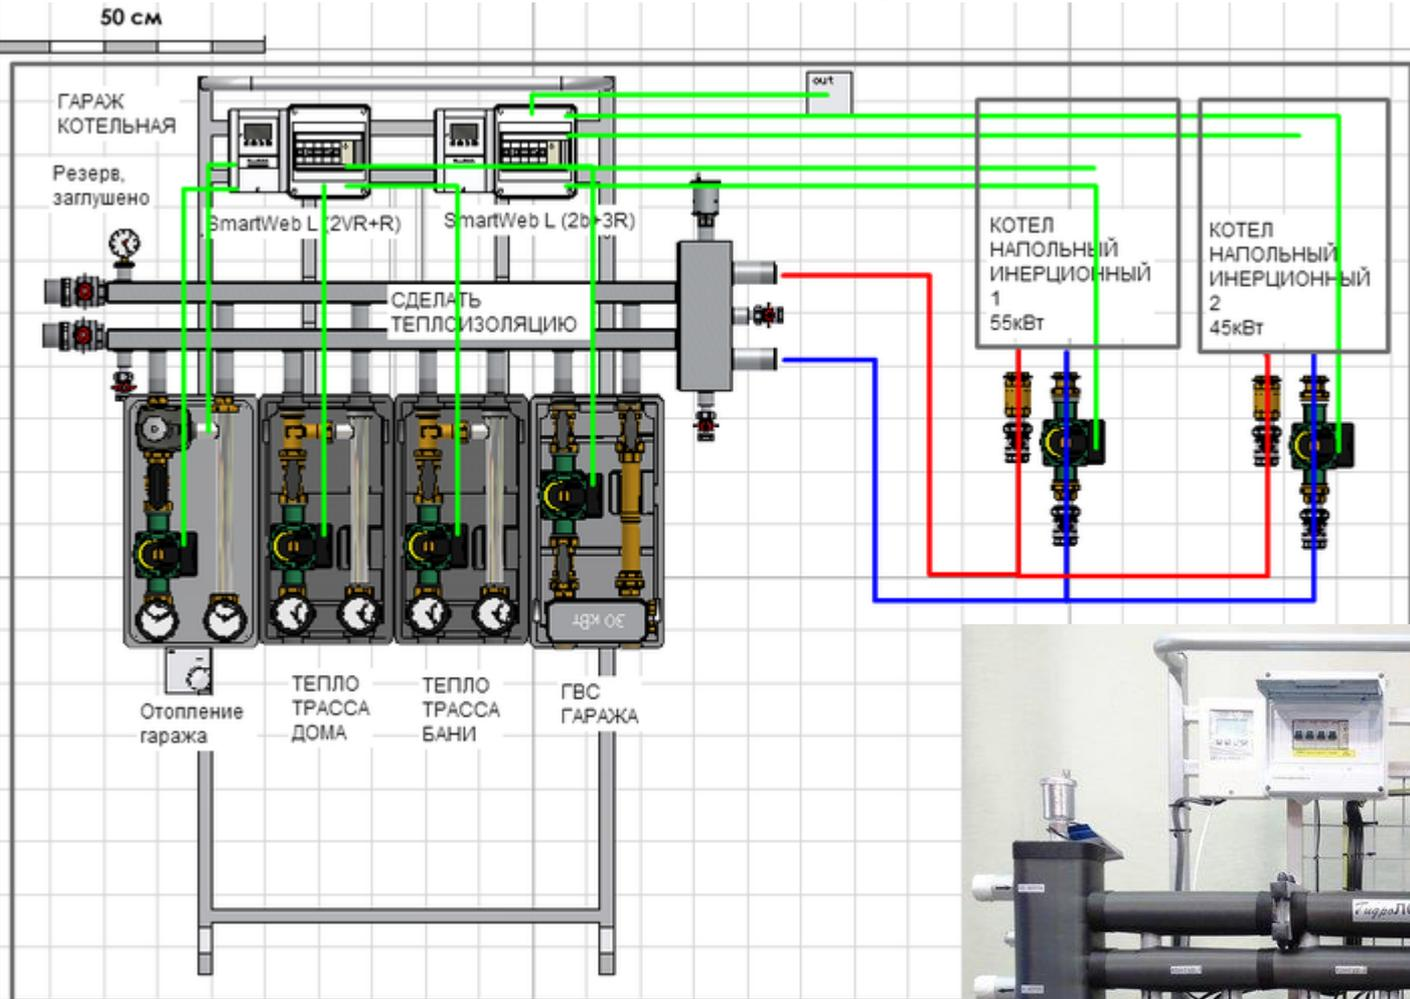 50 см
ГАРАЖ
КОТЕЛЬНАЯ
out
Резерв,
заглушено
SmartWeb L (2VR+R)
SmartWeb L (2b+3R)
КОТЕЛ
НАПОЛЬНЫЙ
ИНЕРЦИОННЫЙ
1
55кВт
КОТЕЛ
НАПОЛЬНЫЙ
ИНЕРЦИОННЫЙ
2
45кВт
СДЕЛАТЬ
ТЕПЛОИЗОЛЯЦИЮ
30 кВт
Отопление
гаража
ТЕПЛО
ТРАССА
ДОМА
ТЕПЛО
ТРАССА
БАНИ
ГВС
ГАРАЖА